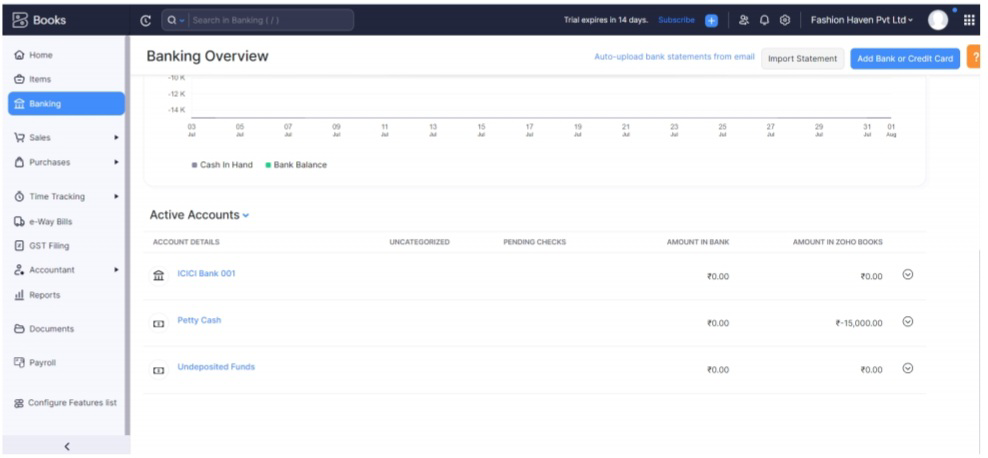 Books
Search in Banking ( / )
Trial expires in 14 days. Subscribe
Fashion Haven Pvt Ltd
Home
Items
Banking
Sales
Purchases
Time Tracking
e-Way Bills
GST Filing
Accountant
Reports
Documents
Payroll
Configure Features list
Banking Overview
Auto-upload bank statements from email
Import Statement
Add Bank or Credit Card
?
-10 K
-12 K
-14 K
03 05 07 09 11 13 15 17 19 21 23 25 27 29 31 01
Jul Jul Jul Jul Jul Jul Jul Jul Jul Jul Jul Jul Jul Jul Jul Aug
Cash In Hand Bank Balance
Active Accounts
ACCOUNT DETAILS UNCATEGORIZED PENDING CHECKS AMOUNT IN BANK AMOUNT IN ZOHO BOOKS
ICICI Bank 001 ₹0.00 ₹0.00
Petty Cash ₹0.00 ₹-15,000.00
Undeposited Funds ₹0.00 ₹0.00